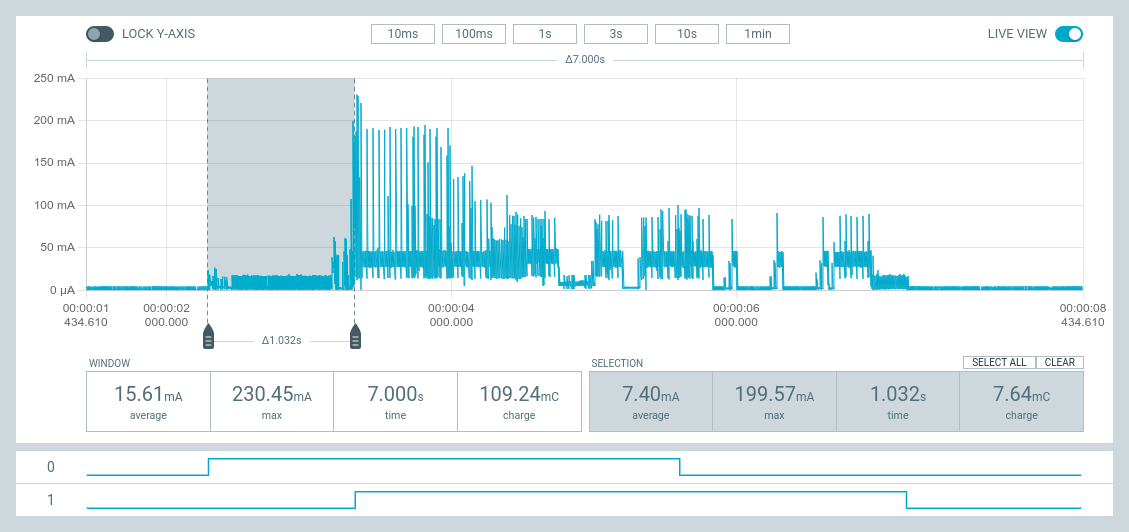 LOCK Y-AXIS 10ms 100ms 1s 3s 10s 1min LIVE VIEW
Δ7.000s
250 mA
200 mA
150 mA
100 mA
50 mA
0 µA
00:00:01 00:00:02 00:00:04 00:00:06 00:00:08
434.610 000.000 000.000 000.000 434.610
Δ1.032s
WINDOW SELECTION SELECT ALL CLEAR
15.61mA 230.45mA 7.000s 109.24mC 7.40mA 199.57mA 1.032s 7.64mC
average max time charge average max time charge
0
1